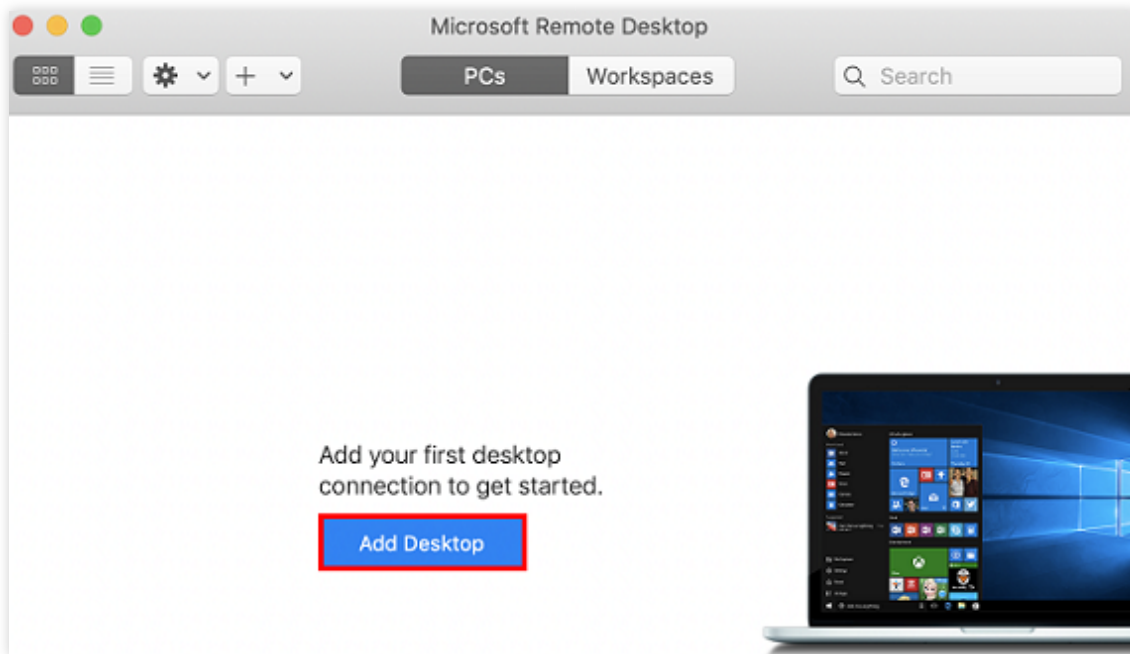 Microsoft Remote Desktop
PCs
Workspaces
Search
Add your first desktop
connection to get started.
Add Desktop